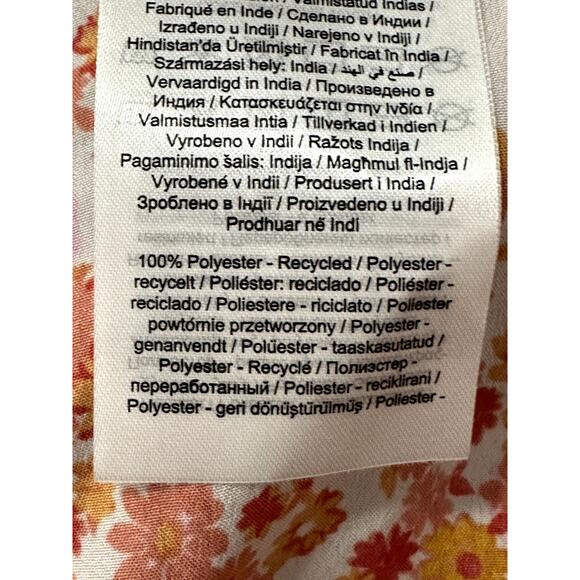 Valmistatud Indias /
Fabriqué en Inde / Сделано в Индии /
Izrađeno u Indiji / Narejeno v Indiji /
Hindistan'da Üretilmiştir / Fabricat în India /
Származási hely: India / صنع في الهند /
Vervaardigd in India / Произведено в
Индия / Κατασκευάζεται στην Ινδία /
Valmistusmaa Intia / Tillverkad i Indien /
Vyrobeno v Indii / Ražots Indija /
Pagaminimo šalis: Indija / Magħmul fl-Indja /
Vyrobené v Indii / Produsert i India /
Зроблено в Індії / Proizvedeno u Indiji /
Prodhuar në Indi
100% Polyester - Recycled / Polyester -
recycelt / Poliéster: reciclado / Poliéster -
reciclado / Poliestere - riciclato / Poliester
powtórnie przetworzony / Polyester -
genanvendt / Polüester - taaskasutatud /
Polyester - Recyclé / Полиэстер -
переработанный / Poliester - reciklirani /
Polyester - geri dönüştürülmüş / Poliester -